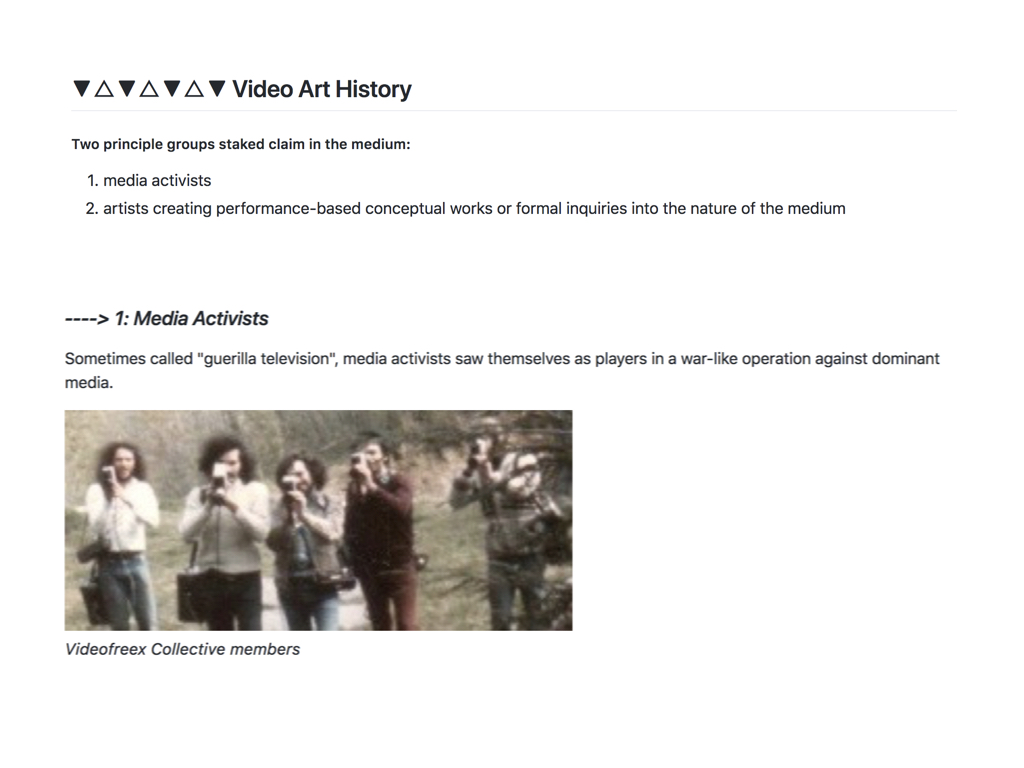 ▼△▼△▼△▼ Video Art History
Two principle groups staked claim in the medium:
1. media activists
2. artists creating performance-based conceptual works or formal inquiries into the nature of the medium
----> 1: Media Activists
Sometimes called "guerilla television", media activists saw themselves as players in a war-like operation against dominant
media.
Videofreex Collective members